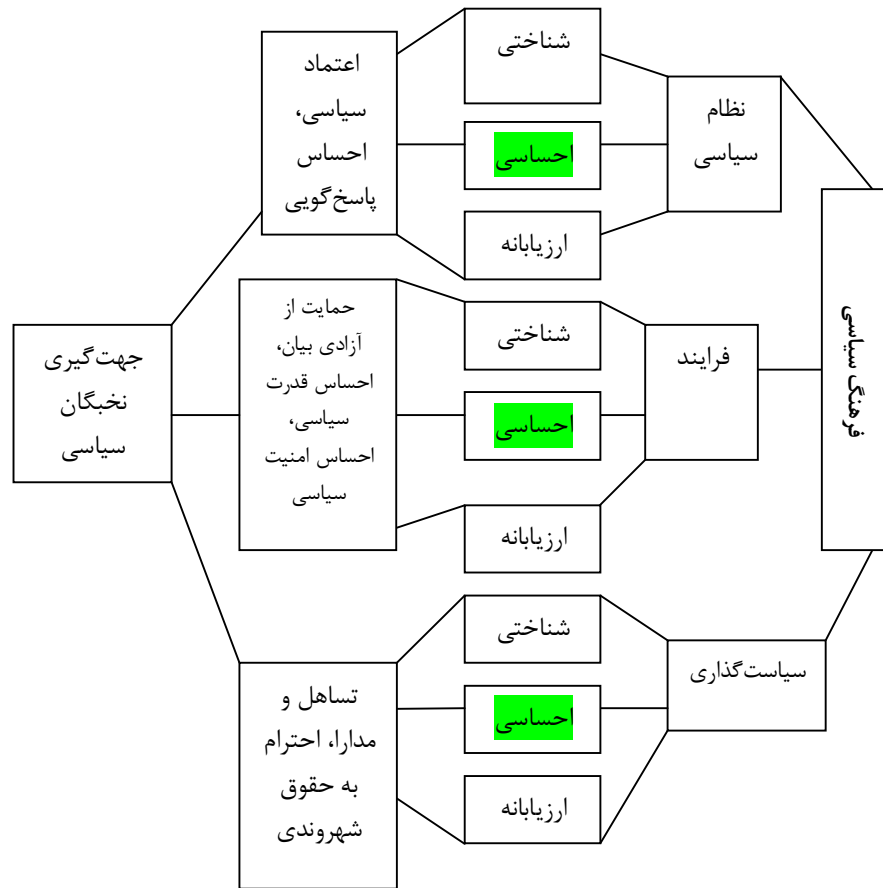 فرهنگ سیاسی
نظام
سیاسی
شناختی
احساسی
ارزیابانه
اعتماد
سیاسی،
احساس
پاسخ‌گویی
فرایند
شناختی
احساسی
ارزیابانه
حمایت از
آزادی بیان،
احساس قدرت
سیاسی،
احساس امنیت
سیاسی
سیاست‌گذاری
شناختی
احساسی
ارزیابانه
تساهل و
مدارا، احترام
به حقوق
شهروندی
جهت‌گیری
نخبگان
سیاسی